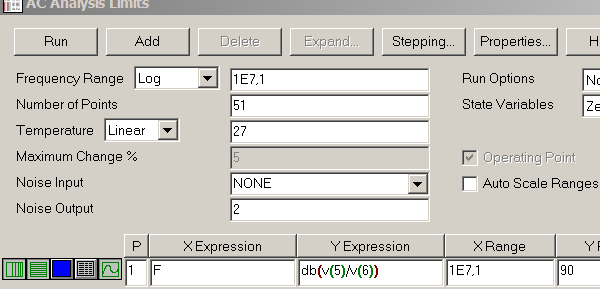 AC Analysis Limits
Run Add Delete Expand... Stepping... Properties... H
Frequency Range Log 1E7,1 Run Options No
Number of Points 51 State Variables Ze
Temperature Linear 27
Maximum Change % 5 Operating Point
Noise Input NONE Auto Scale Ranges
Noise Output 2
P X Expression Y Expression X Range Y
1 F db(v(5)/v(6)) 1E7,1 90